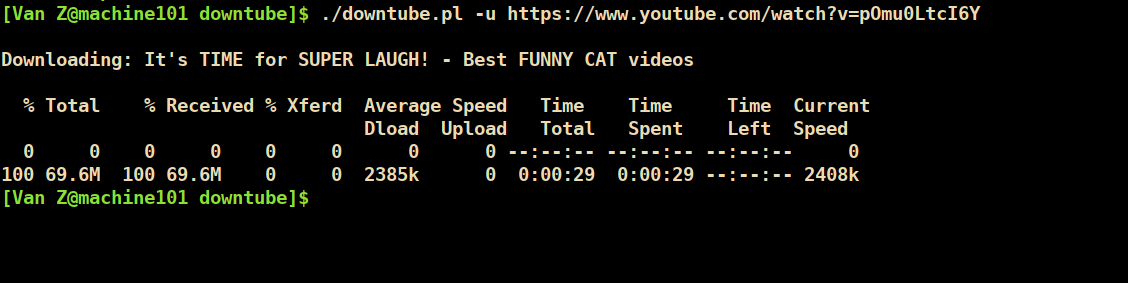 [Van Z@machine101 downtube]$ ./downtube.pl -u https://www.youtube.com/watch?v=pOmu0LtcI6Y
Downloading: It's TIME for SUPER LAUGH! - Best FUNNY CAT videos
% Total % Received % Xferd Average Speed Time Time Time Current
Dload Upload Total Spent Left Speed
0 0 0 0 0 0 0 0 --:--:-- --:--:-- --:--:-- 0
100 69.6M 100 69.6M 0 0 2385k 0 0:00:29 0:00:29 --:--:-- 2408k
[Van Z@machine101 downtube]$